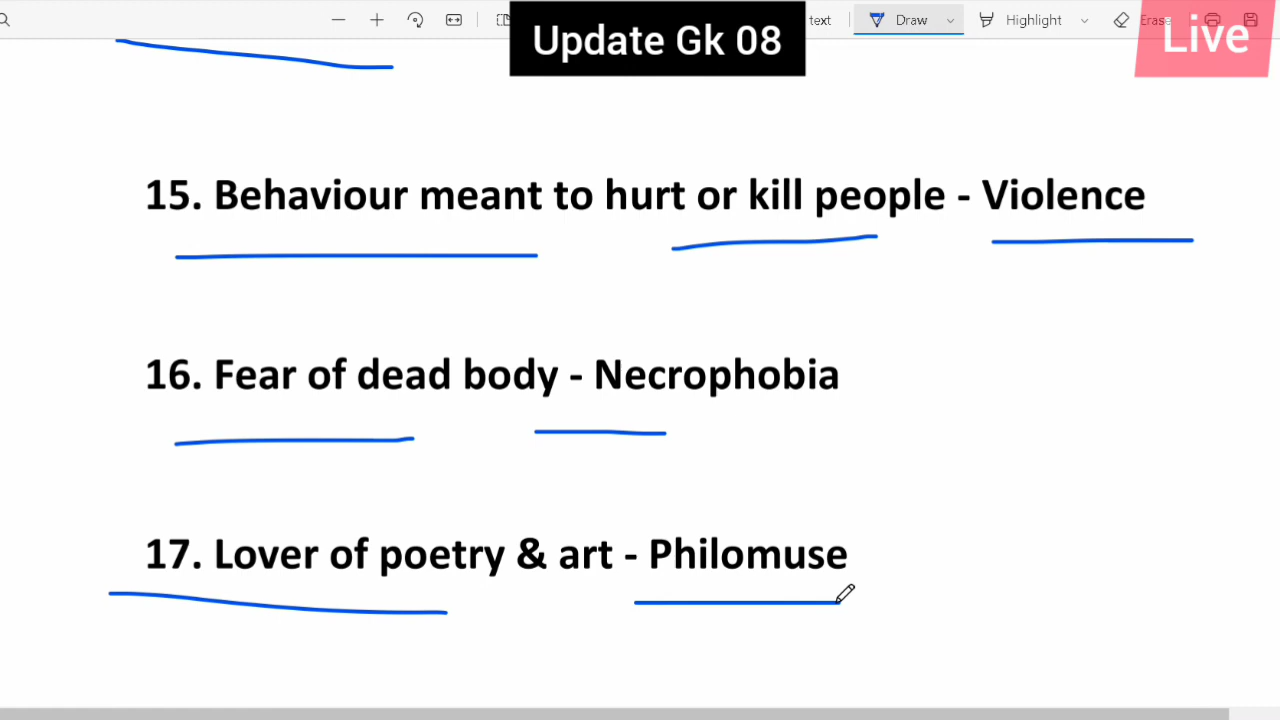 text Draw Highlight Erase
Update Gk 08
Live
15. Behaviour meant to hurt or kill people - Violence
16. Fear of dead body - Necrophobia
17. Lover of poetry & art - Philomuse